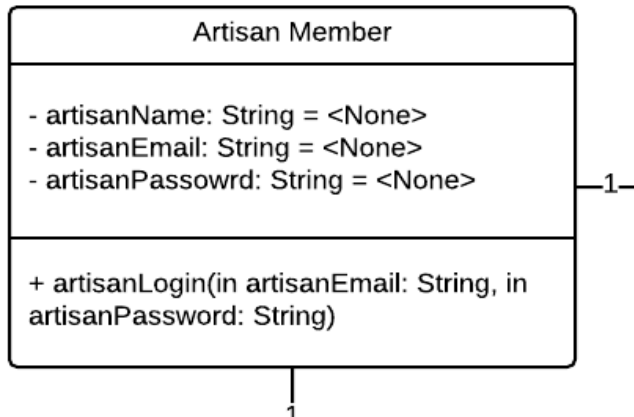 Artisan Member
- artisanName: String = <None>
- artisanEmail: String = <None>
- artisanPassowrd: String = <None>
1
+ artisanLogin(in artisanEmail: String, in
artisanPassword: String)
1